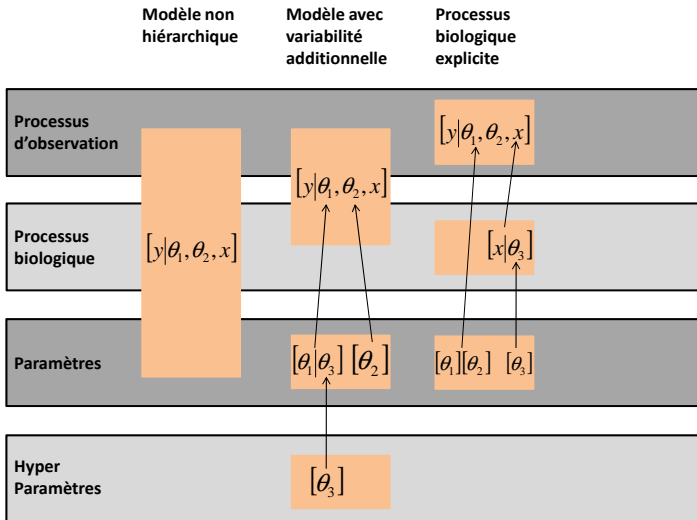 Modèle non
hiérarchique
Modèle avec
variabilité
additionnelle
Processus
biologique
explicite
Processus
d’observation
[y|θ₁,θ₂,x]
[y|θ₁,θ₂,x]
Processus
biologique
[y|θ₁,θ₂,x]
[x|θ₃]
Paramètres
[θ₁|θ₃] [θ₂]
[θ₁][θ₂] [θ₃]
Hyper
Paramètres
[θ₃]